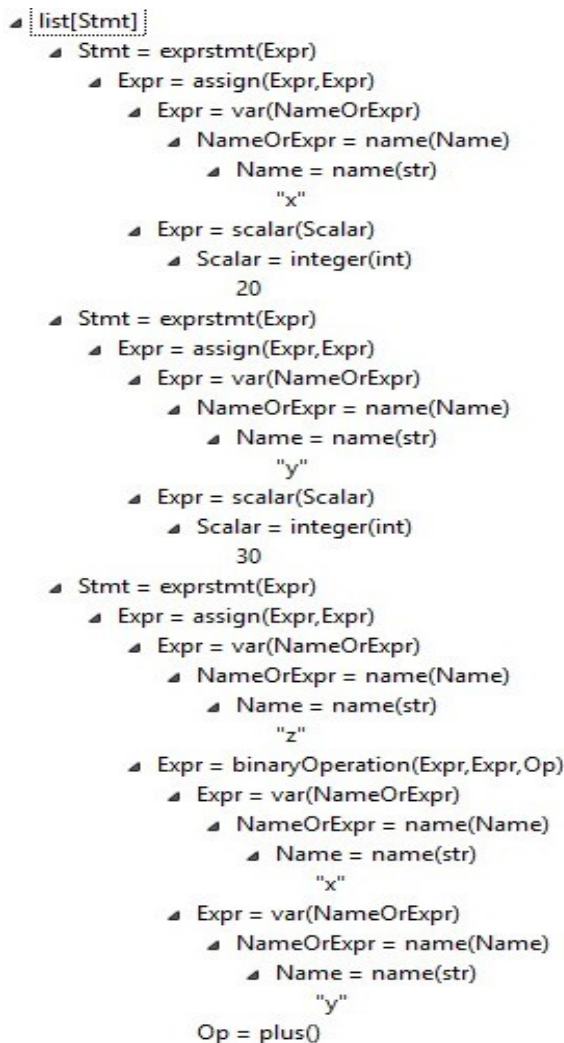 list[Stmt]
Stmt = exprstmt(Expr)
Expr = assign(Expr,Expr)
Expr = var(NameOrExpr)
NameOrExpr = name(Name)
Name = name(str)
"x"
Expr = scalar(Scalar)
Scalar = integer(int)
20
Stmt = exprstmt(Expr)
Expr = assign(Expr,Expr)
Expr = var(NameOrExpr)
NameOrExpr = name(Name)
Name = name(str)
"y"
Expr = scalar(Scalar)
Scalar = integer(int)
30
Stmt = exprstmt(Expr)
Expr = assign(Expr,Expr)
Expr = var(NameOrExpr)
NameOrExpr = name(Name)
Name = name(str)
"z"
Expr = binaryOperation(Expr,Expr,Op)
Expr = var(NameOrExpr)
NameOrExpr = name(Name)
Name = name(str)
"x"
Expr = var(NameOrExpr)
NameOrExpr = name(Name)
Name = name(str)
"y"
Op = plus()